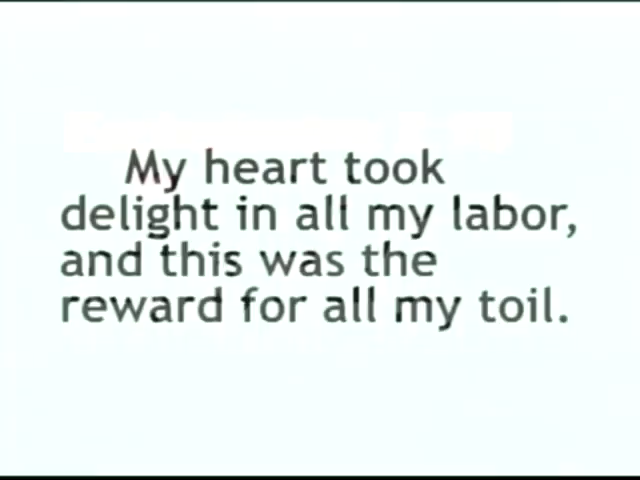 My heart took
delight in all my labor,
and this was the
reward for all my toil.